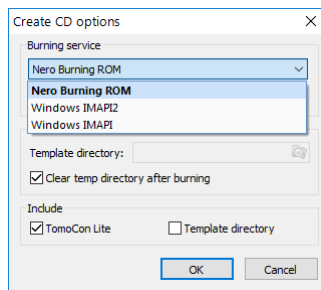 Create CD options
Burning service
Nero Burning ROM
Nero Burning ROM
Windows IMAPI2
Windows IMAPI
Template directory:
Clear temp directory after burning
Include
TomoCon Lite Template directory
OK Cancel